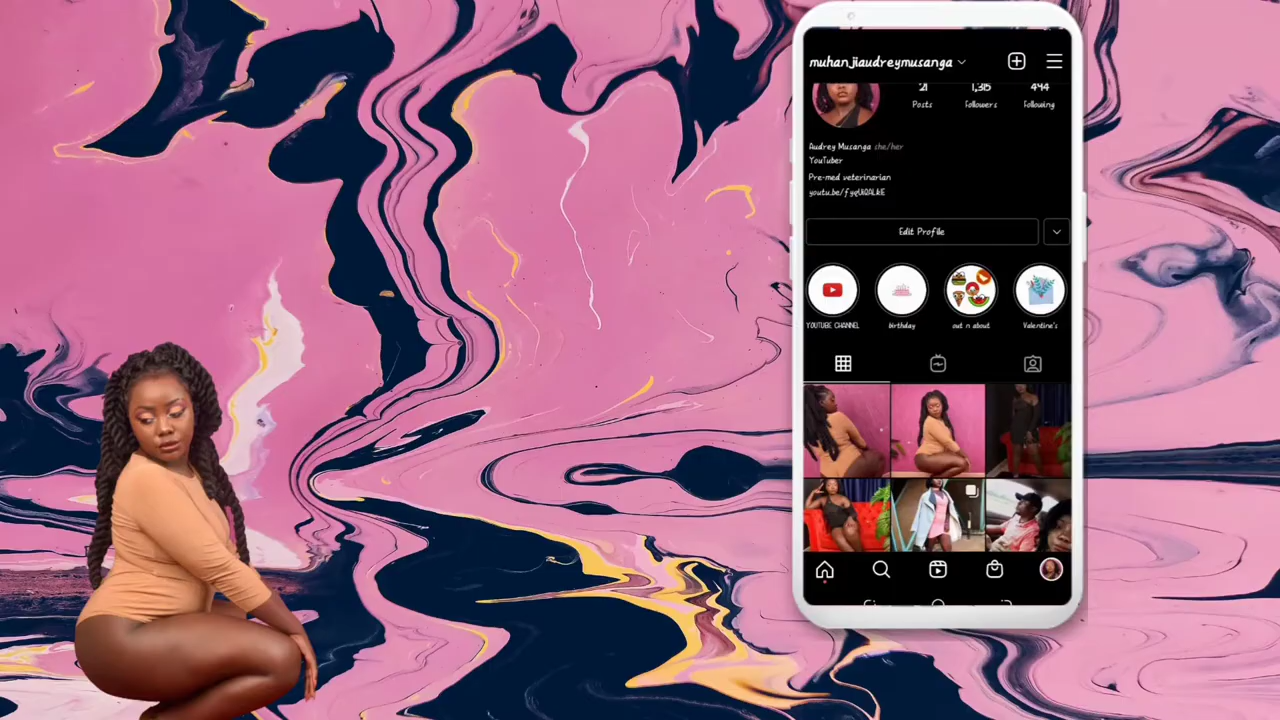 muhanjiaudreymusanga
21 1,315 444
Posts Followers Following
Audrey Musanga she/her
YouTuber
Pre-med veterinarian
Edit Profile
YOUTUBE CHANNEL birthday out n about Valentine's